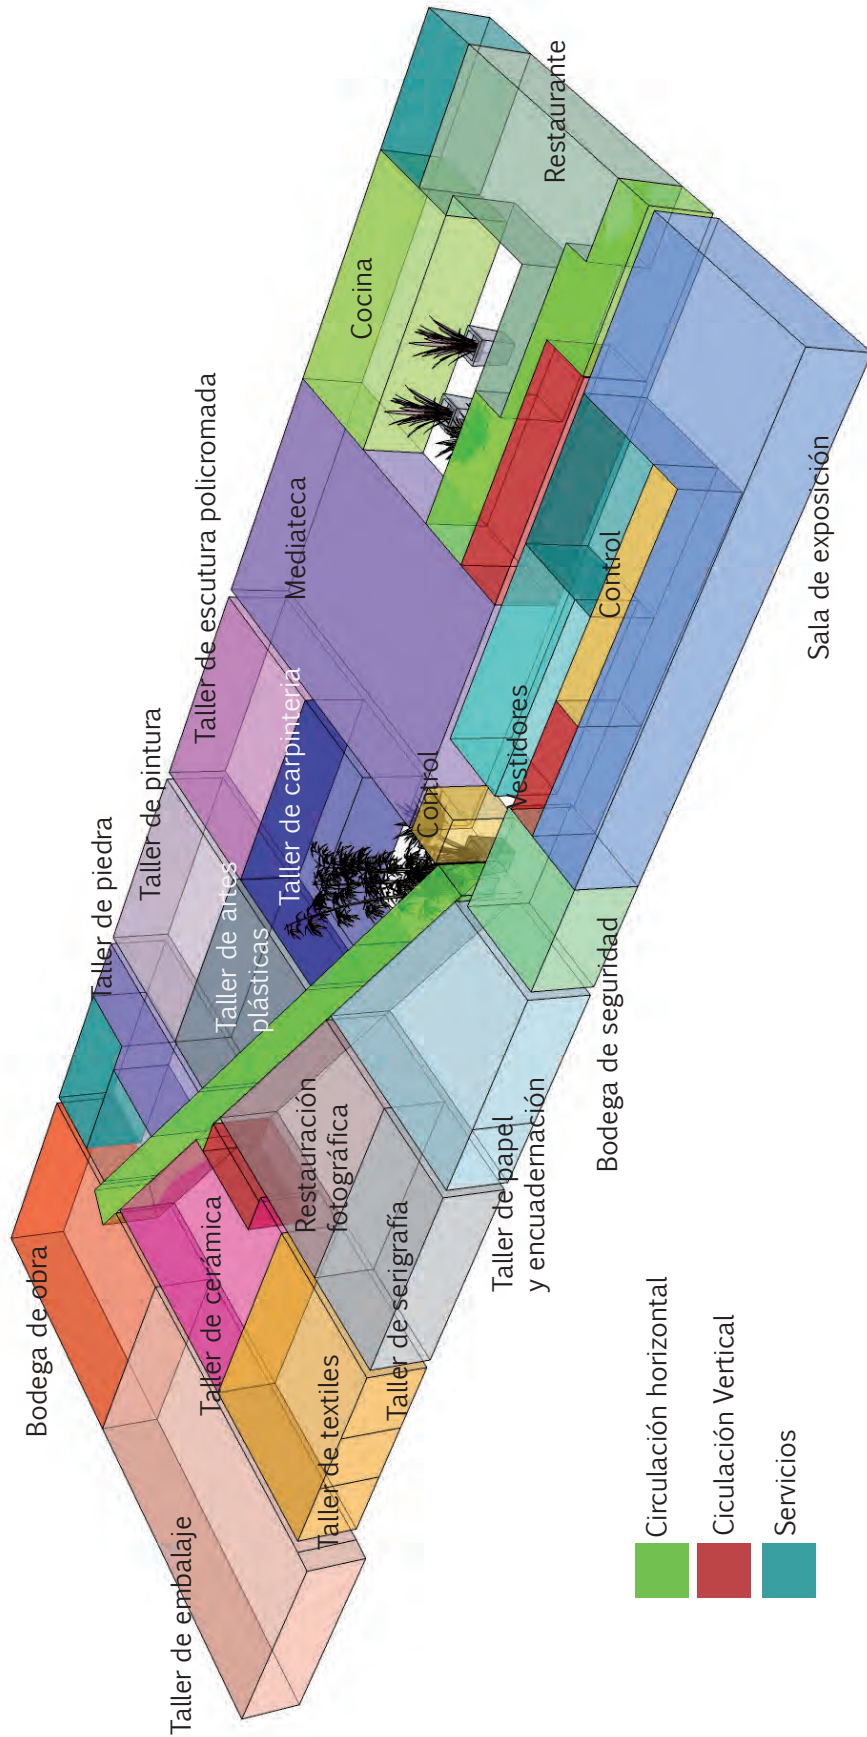 Taller de embalaje
Bodega de obra
Taller de cerámica
Taller de textiles
Restauración
fotográfica
Taller de serigrafía
Taller de papel
y encuadernación
Taller de piedra
Taller de pintura
Taller de artes
plásticas
Taller de escutura policromada
Taller de carpintería
Mediateca
Control
Vestidores
Bodega de seguridad
Cocina
Restaurante
Control
Sala de exposición
Circulación horizontal
Ciculación Vertical
Servicios